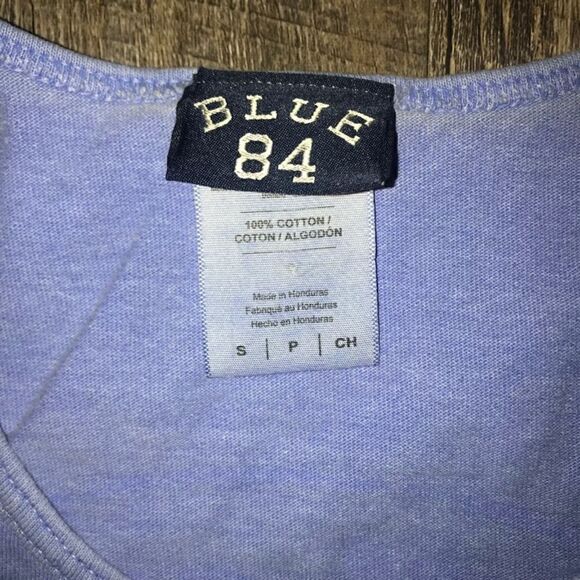 BLUE
84
100% COTTON /
COTON / ALGODÓN
Made in Honduras
Fabriqué au Honduras
Hecho en Honduras
S | P | CH